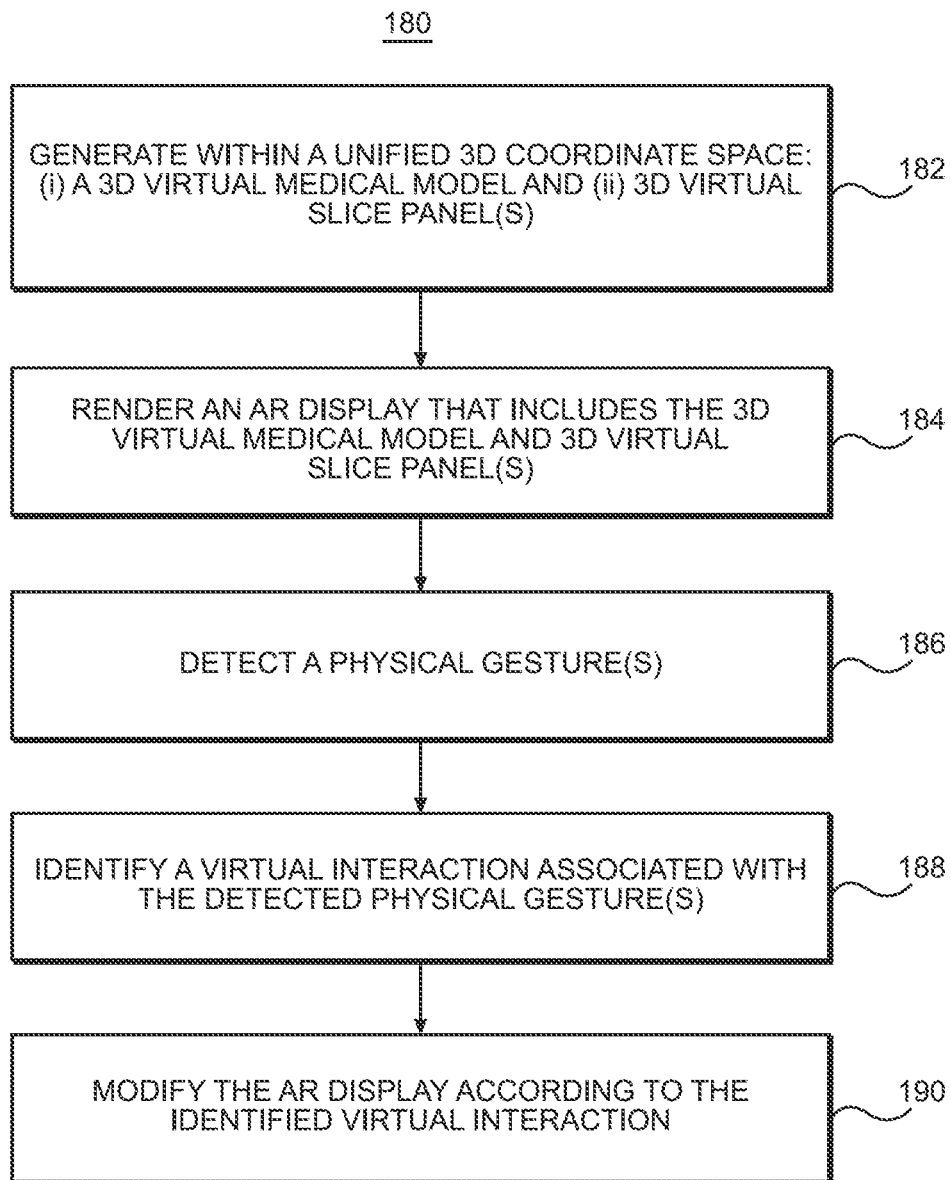 180
GENERATE WITHIN A UNIFIED 3D COORDINATE SPACE:
(i) A 3D VIRTUAL MEDICAL MODEL AND (ii) 3D VIRTUAL
SLICE PANEL(S)
182
RENDER AN AR DISPLAY THAT INCLUDES THE 3D
VIRTUAL MEDICAL MODEL AND 3D VIRTUAL
SLICE PANEL(S)
184
DETECT A PHYSICAL GESTURE(S)
186
IDENTIFY A VIRTUAL INTERACTION ASSOCIATED WITH
THE DETECTED PHYSICAL GESTURE(S)
188
MODIFY THE AR DISPLAY ACCORDING TO THE
IDENTIFIED VIRTUAL INTERACTION
190